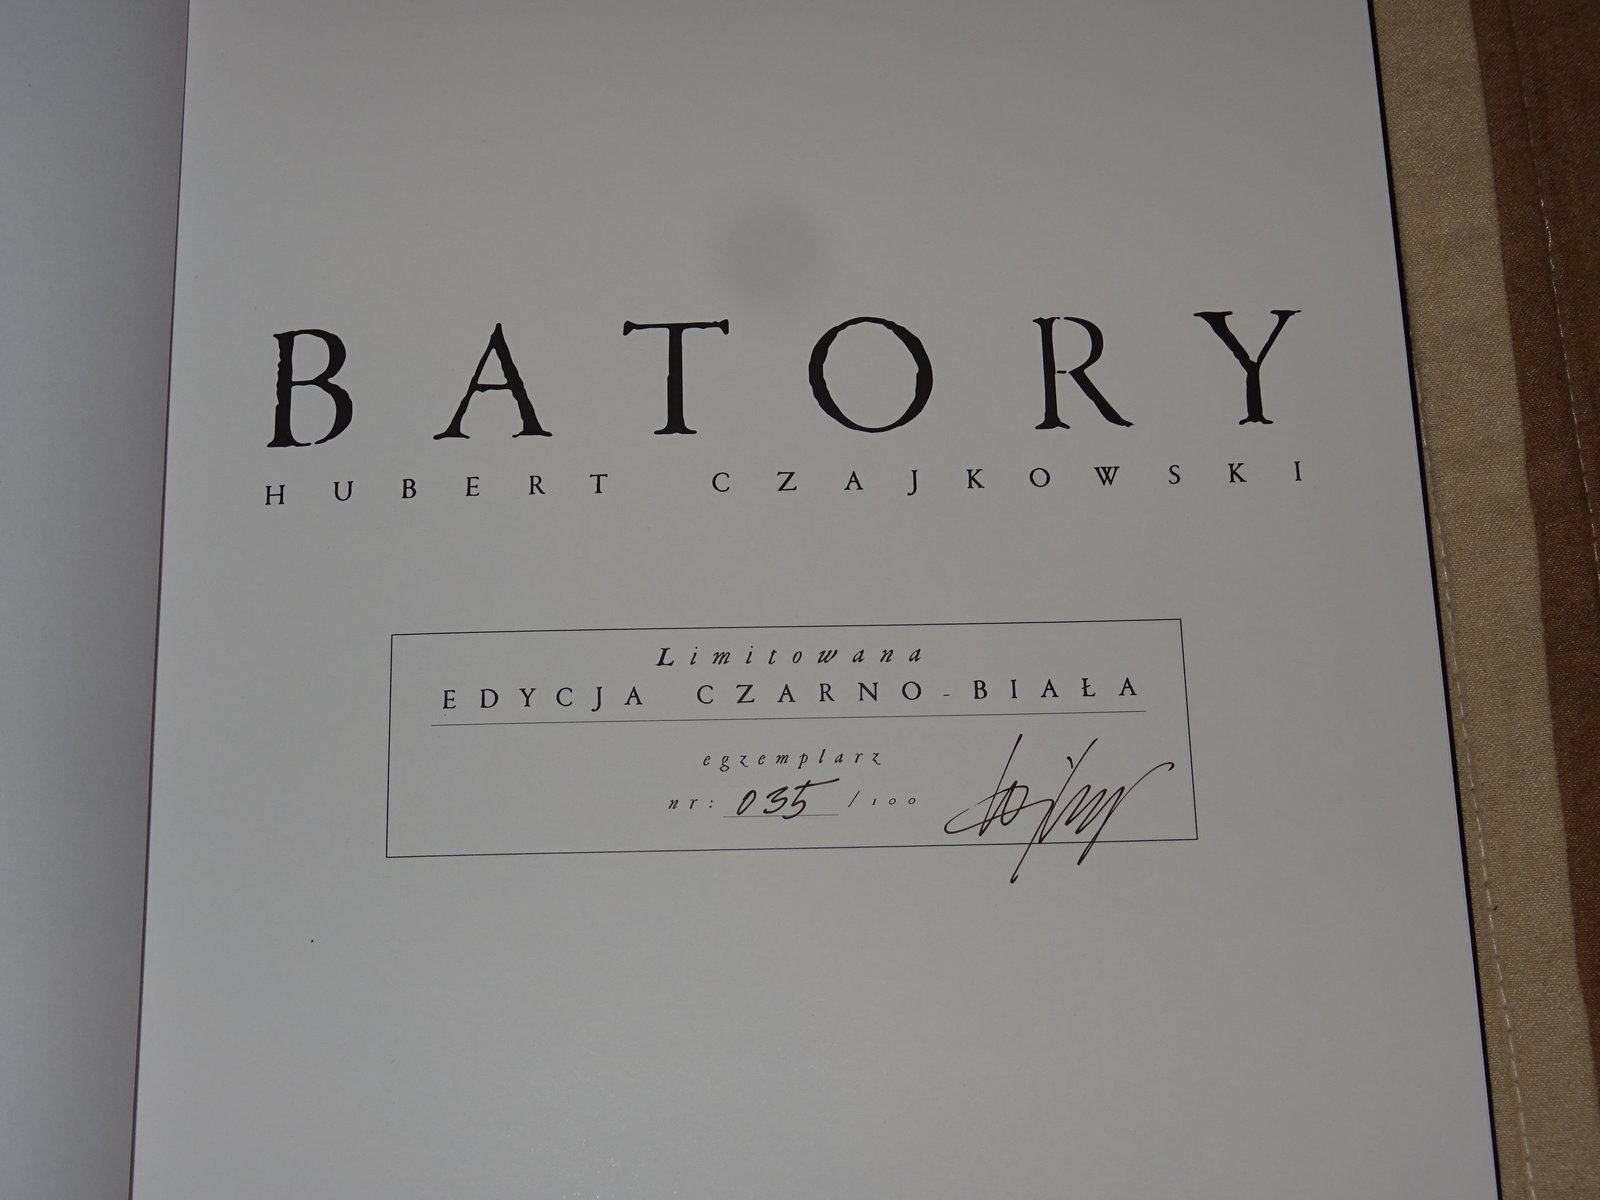 BATORY
HUBERT CZAJKOWSKI
Limitowana
EDYCJA CZARNO-BIAŁA
egzemplarz
nr: 035 /100